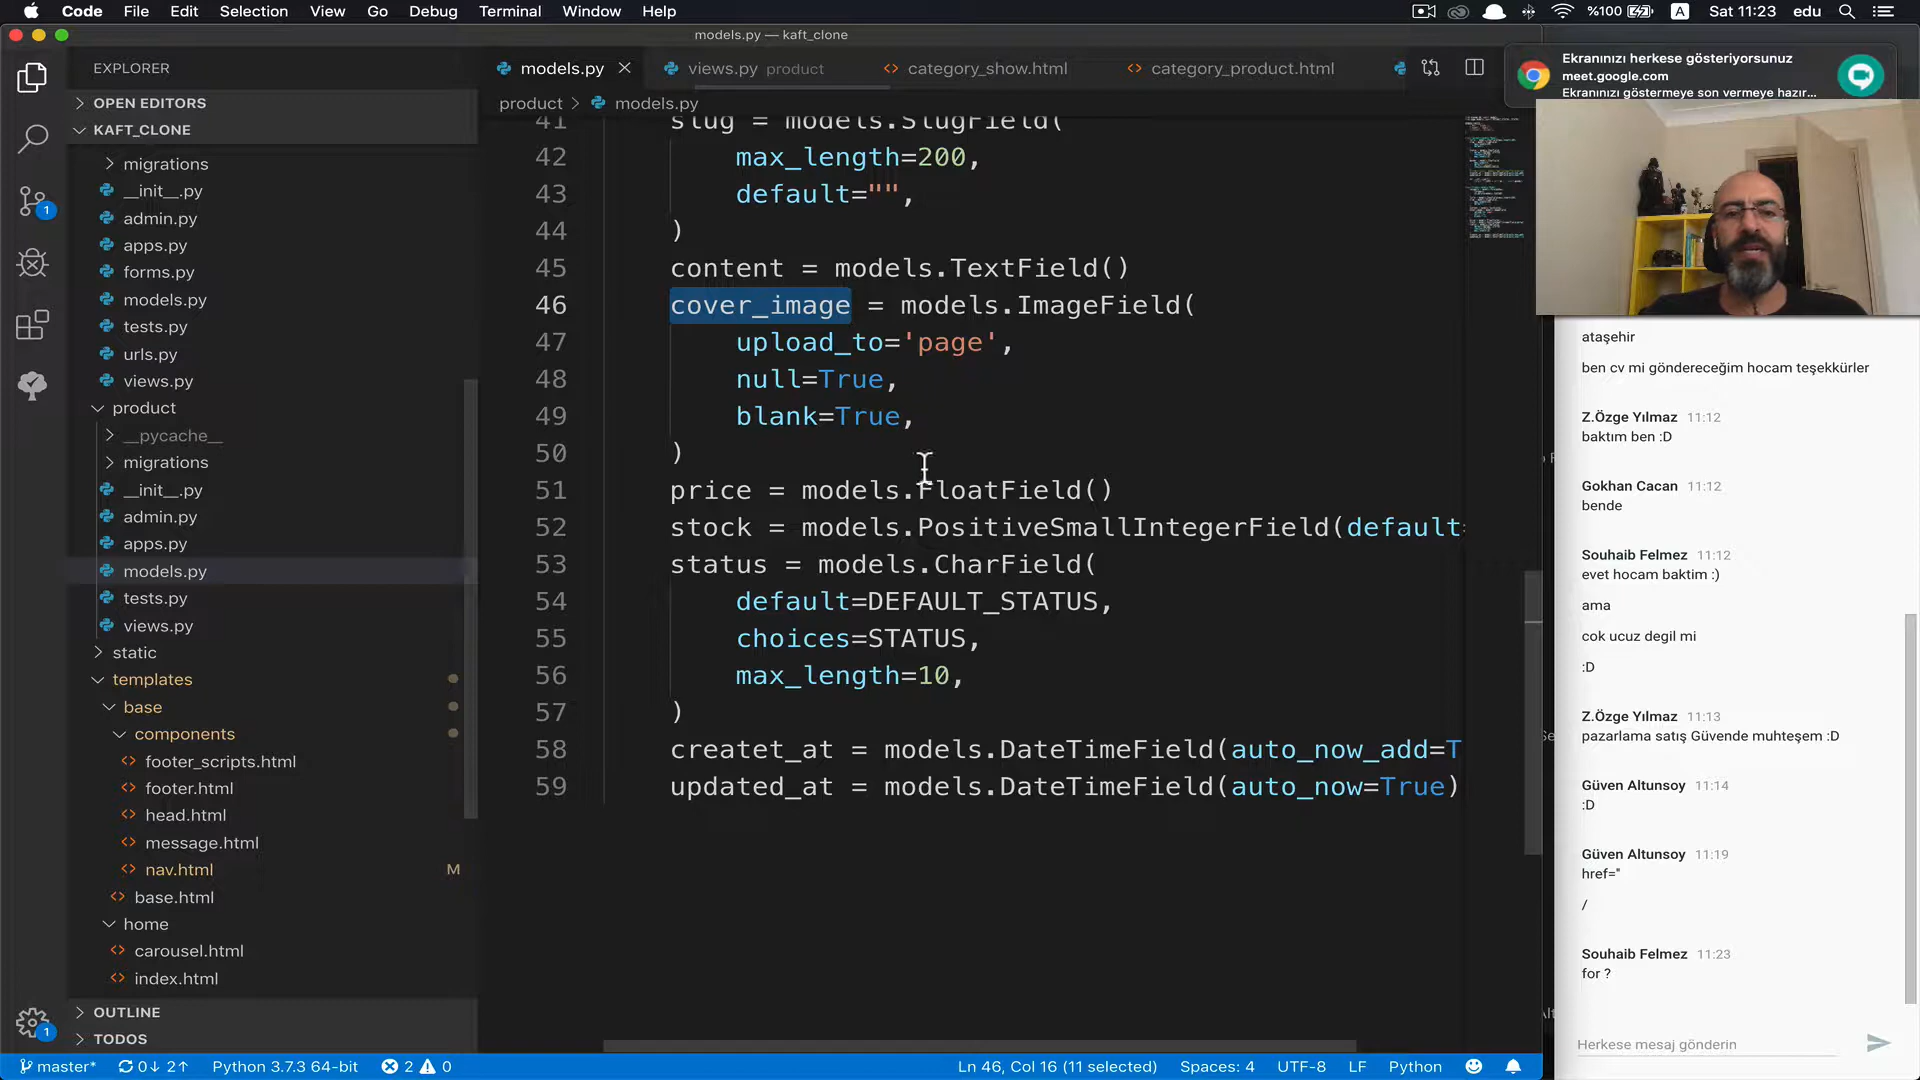 Code File Edit Selection View Go Debug Terminal Window Help
%100 A Sat 11:23 edu
models.py — kaft_clone
EXPLORER
OPEN EDITORS
KAFT_CLONE
migrations
__init__.py
admin.py
apps.py
forms.py
models.py
tests.py
urls.py
views.py
product
__pycache__
migrations
__init__.py
admin.py
apps.py
models.py
tests.py
views.py
static
templates
base
components
footer_scripts.html
footer.html
head.html
message.html
nav.html M
base.html
home
carousel.html
index.html
OUTLINE
TODOS
1
1
models.py views.py product category_show.html category_product.html
product > models.py
41 slug = models.SlugField(
42 max_length=200,
43 default="",
44 )
45 content = models.TextField()
46 cover_image = models.ImageField(
47 upload_to='page',
48 null=True,
49 blank=True,
50 )
51 price = models.FloatField()
52 stock = models.PositiveSmallIntegerField(default=
53 status = models.CharField(
54 default=DEFAULT_STATUS,
55 choices=STATUS,
56 max_length=10,
57 )
58 createt_at = models.DateTimeField(auto_now_add=T
59 updated_at = models.DateTimeField(auto_now=True)
Ekranınızı herkese gösteriyorsunuz
meet.google.com
Ekranınızı göstermeye son vermeye hazır...
ataşehir
ben cv mi göndereceğim hocam teşekkürler
Z.Özge Yılmaz 11:12
baktım ben :D
Gokhan Cacan 11:12
bende
Souhaib Felmez 11:12
evet hocam baktim :)
ama
cok ucuz degil mi
:D
Z.Özge Yılmaz 11:13
pazarlama satış Güvende muhteşem :D
Güven Altunsoy 11:14
:D
Güven Altunsoy 11:19
href="
/
Souhaib Felmez 11:23
for ?
Herkese mesaj gönderin
master* 0↓ 2↑ Python 3.7.3 64-bit 2 0 Ln 46, Col 16 (11 selected) Spaces: 4 UTF-8 LF Python